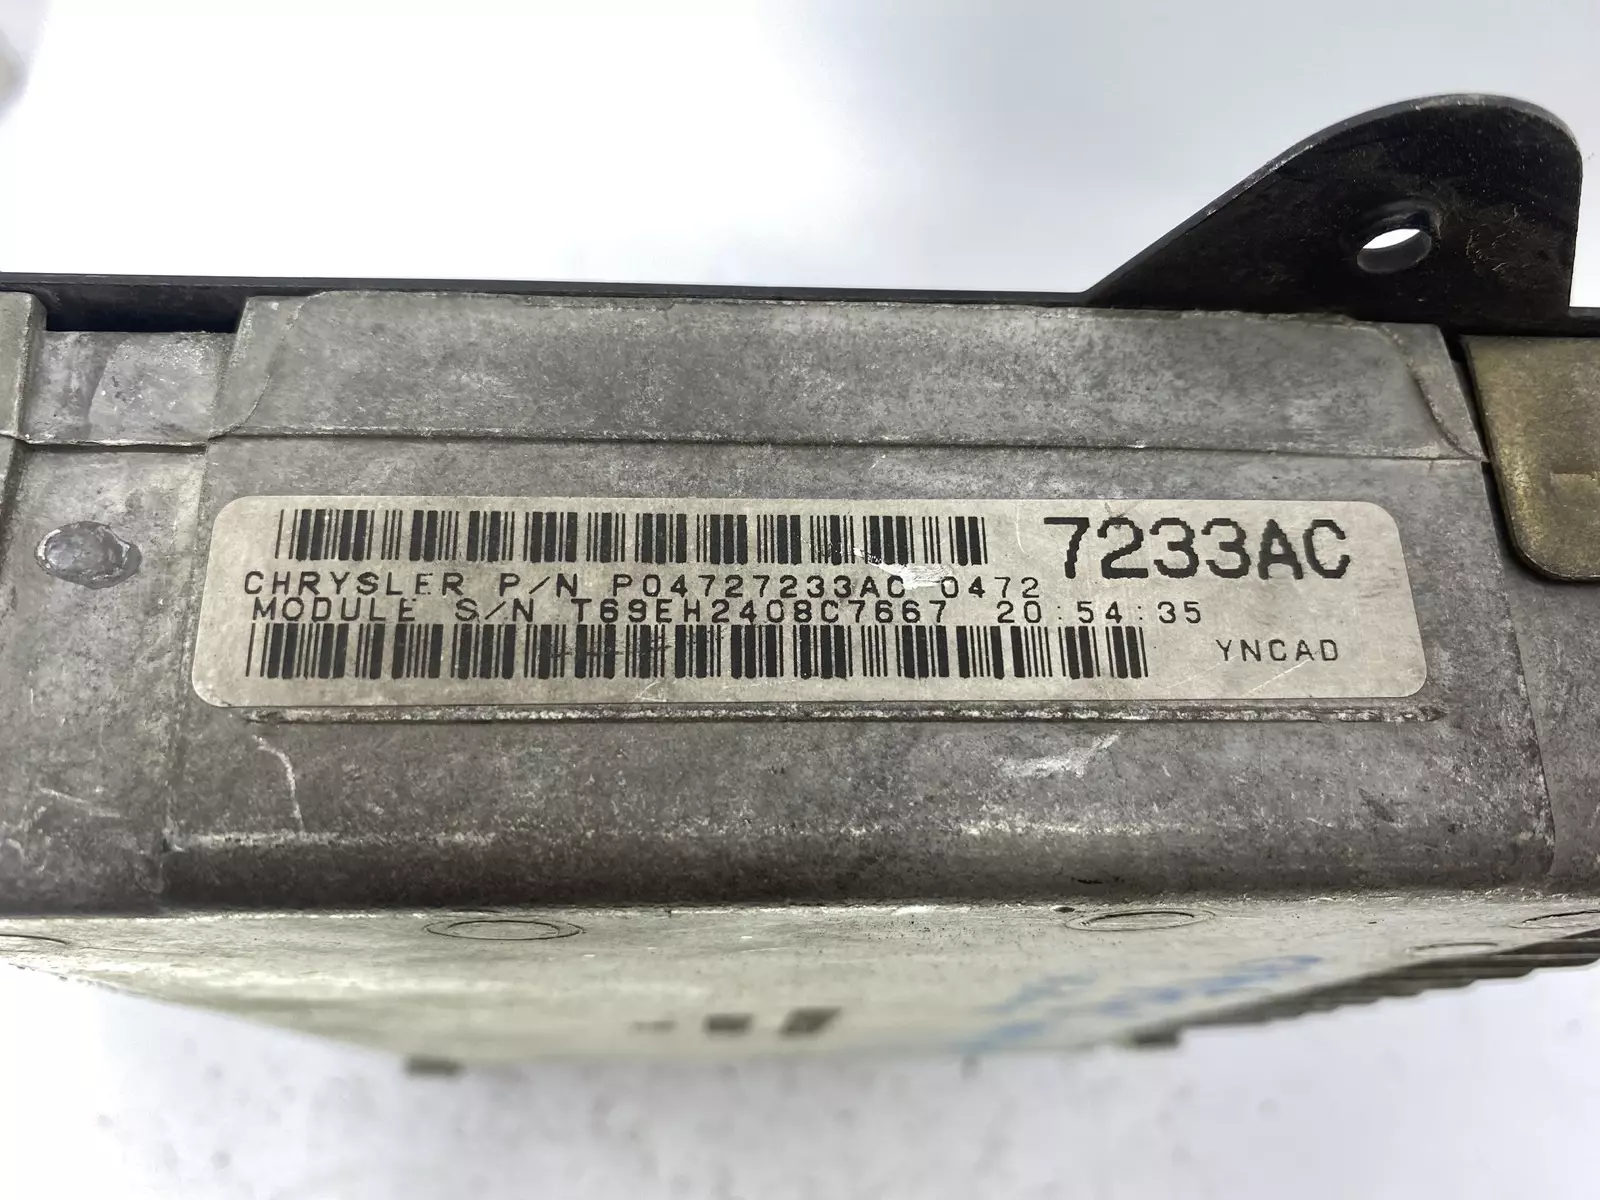 7233AC
CHRYSLER P/N P04727233AC 0472
MODULE S/N T69EH2408C7667 20:54:35
YNCAD